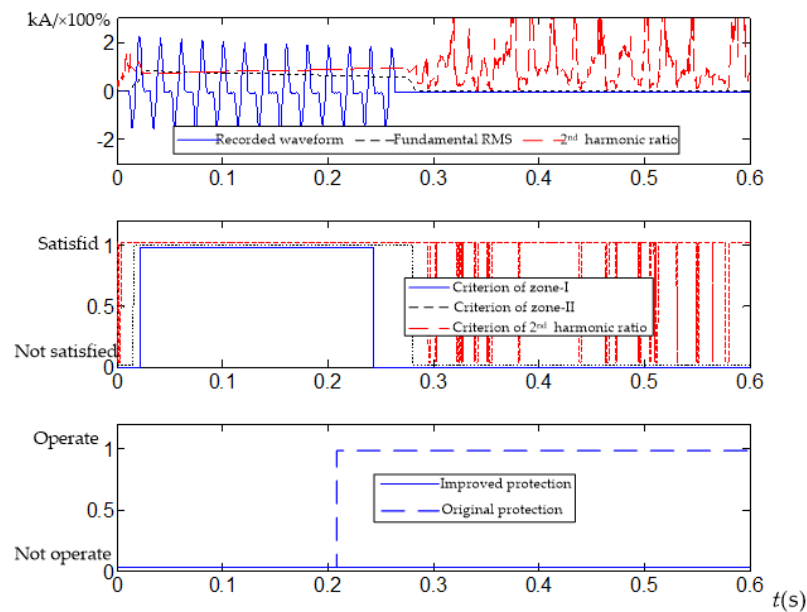 kA/×100%
2
0
-2
Recorded waveform Fundamental RMS 2nd harmonic ratio
0 0.1 0.2 0.3 0.4 0.5 0.6
Satisfid 1
0.5
Not satisfied 0
Criterion of zone-I
Criterion of zone-II
Criterion of 2nd harmonic ratio
0 0.1 0.2 0.3 0.4 0.5 0.6
Operate 1
0.5
Not operate 0
Improved protection
Original protection
0 0.1 0.2 0.3 0.4 0.5 0.6
t(s)